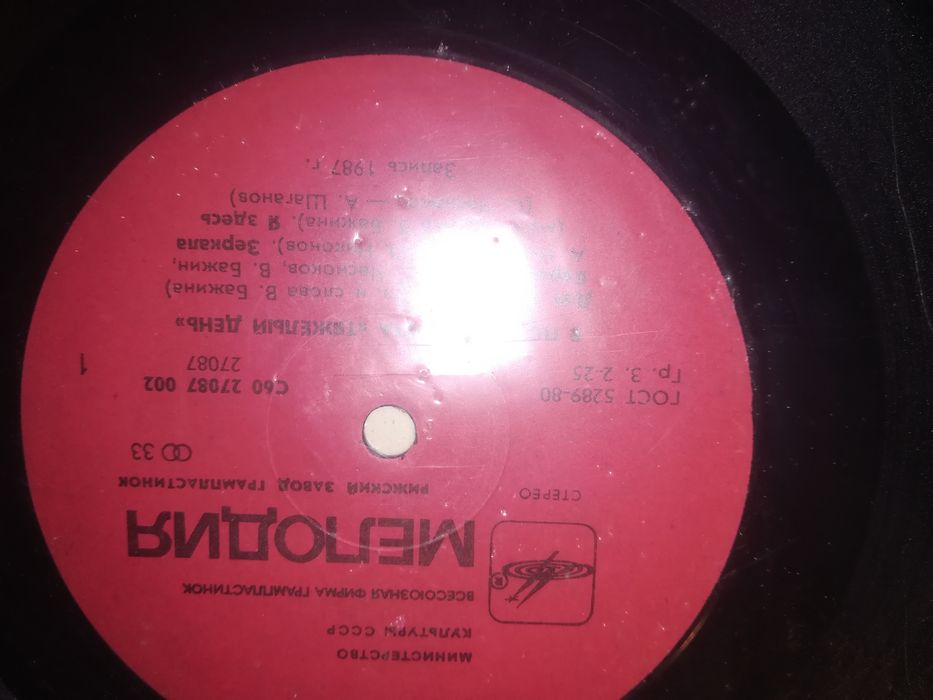 МИНИСТЕРСТВО
КУЛЬТУРЫ СССР
ВСЕСОЮЗНАЯ ФИРМА ГРАМПЛАСТИНОК
МЕЛОДИЯ
СТЕРЕО
РИЖСКИЙ ЗАВОД ГРАМПЛАСТИНОК
33
ГОСТ 5289-80
С60 27087 002
Гр. 3. 2-25
27087
1
«ТЯЖЕЛЫЙ ДЕНЬ»
и слова В. Бажина)
В. Бажин,
Зеркала
Бажина). Я здесь
— А. Шаганов)
Запись 1987 г.